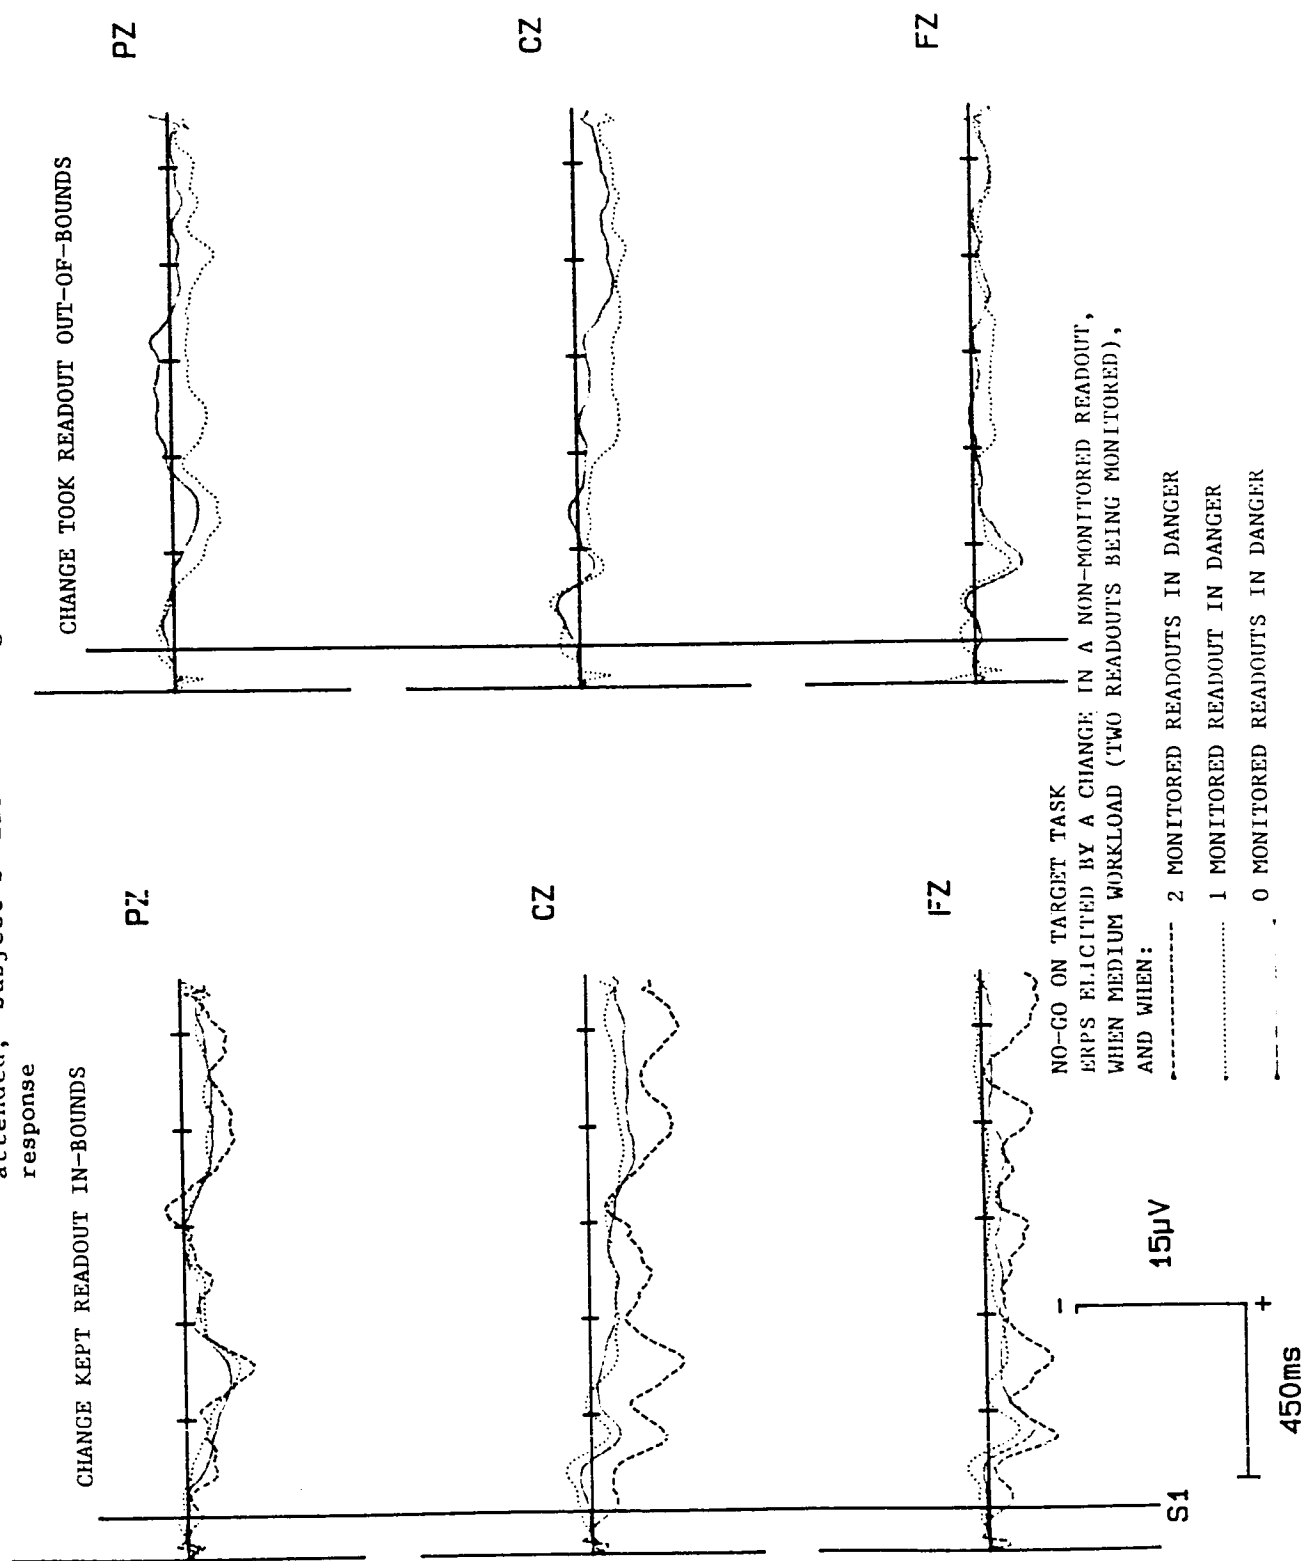 response
CHANGE KEPT READOUT IN-BOUNDS
CHANGE TOOK READOUT OUT-OF-BOUNDS
PZ
PZ
CZ
CZ
FZ
FZ
S1
450ms
15µV
-
+
NO-GO ON TARGET TASK
ERPS ELICITED BY A CHANGE IN A NON-MONITORED READOUT,
WHEN MEDIUM WORKLOAD (TWO READOUTS BEING MONITORED),
AND WHEN:
2 MONITORED READOUTS IN DANGER
1 MONITORED READOUT IN DANGER
0 MONITORED READOUTS IN DANGER